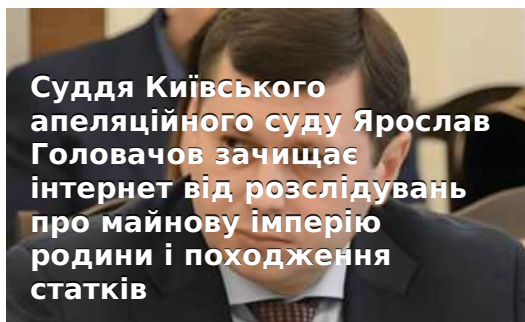 Суддя Київського
апеляційного суду Ярослав
Головачов зачищає
інтернет від розслідувань
про майнову імперію
родини і походження
статків